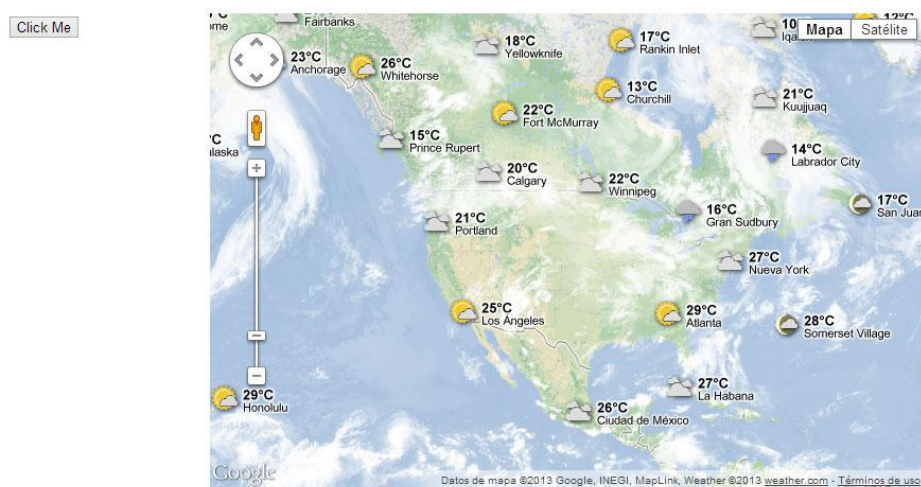 Click Me
Fairbanks
Mapa
Satélite
12°C
18°C
Yellowknife
17°C
Rankin Inlet
23°C
Anchorage
26°C
Whitehorse
13°C
Churchill
21°C
Kuujjuaq
22°C
Fort McMurray
15°C
Prince Rupert
14°C
Labrador City
20°C
Calgary
22°C
Winnipeg
17°C
San Jua
16°C
Gran Sudbury
21°C
Portland
27°C
Nueva York
25°C
Los Ángeles
29°C
Atlanta
28°C
Somerset Village
29°C
Honolulu
27°C
La Habana
26°C
Ciudad de México
Google
Datos de mapa ©2013 Google, INEGI, MapLink, Weather ©2013 weather.com - Términos de uso